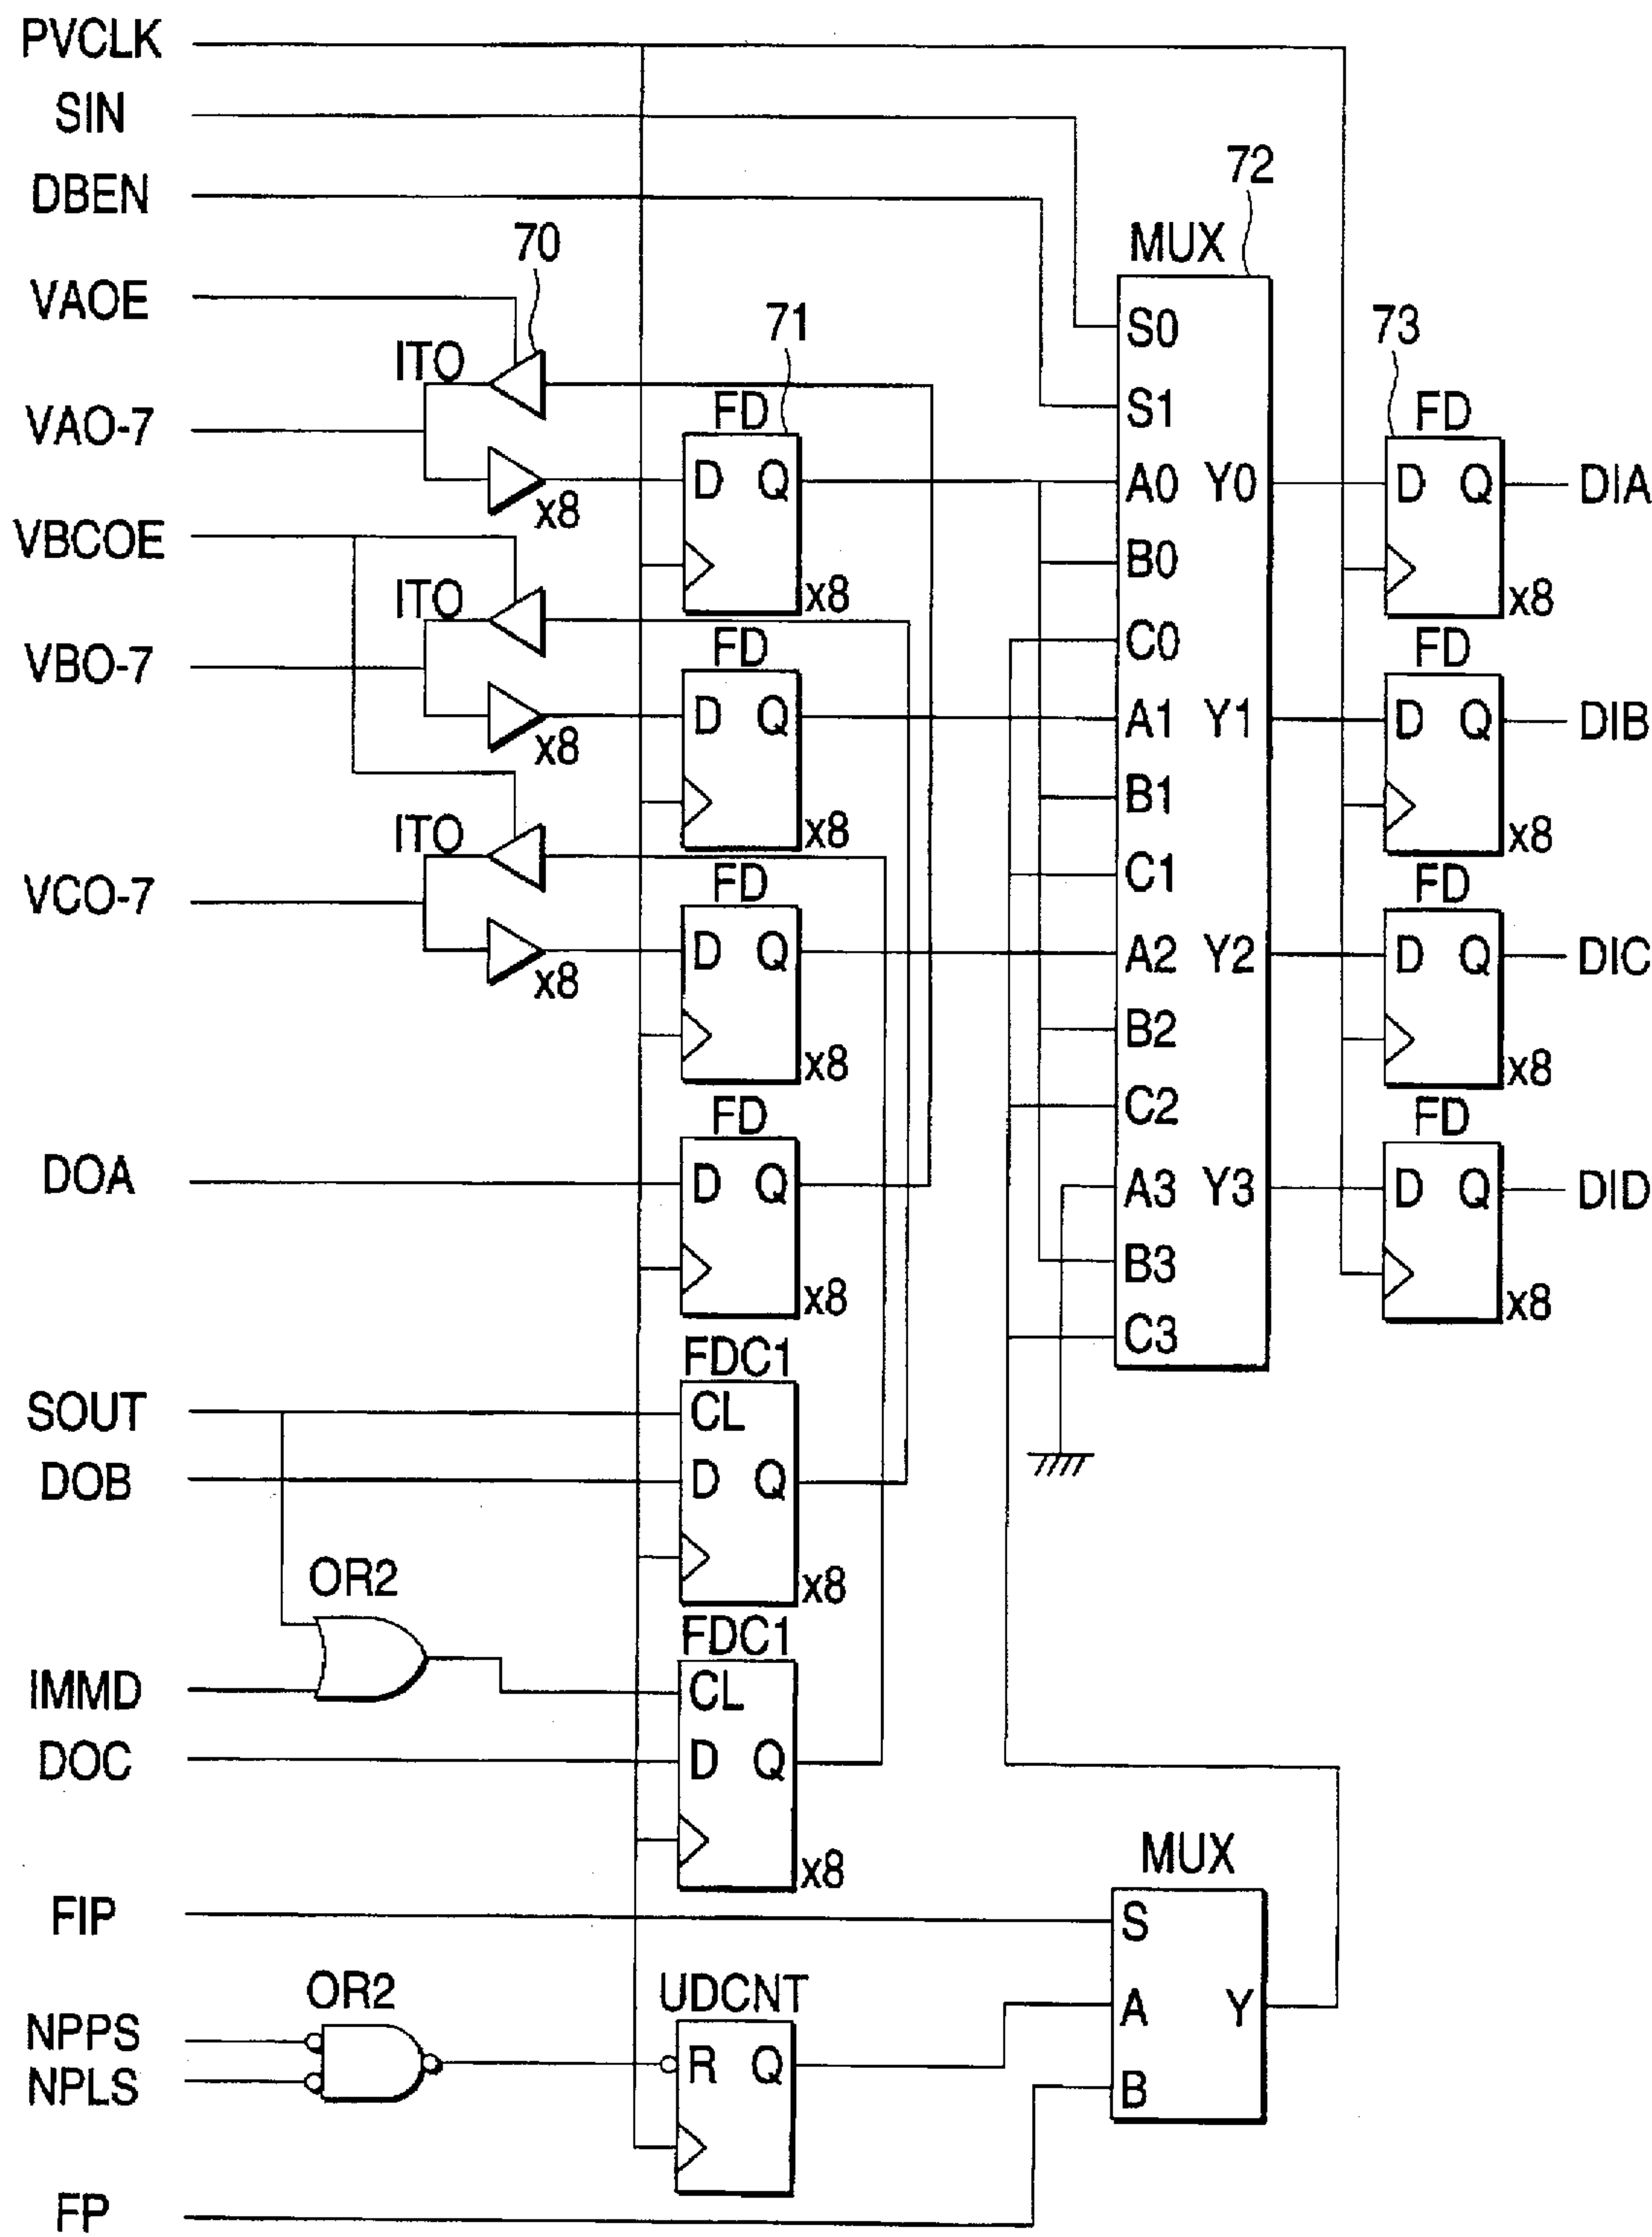 PVCLK
SIN
DBEN
VAOE
VAO-7
VBCOE
VBO-7
VCO-7
DOA
SOUT
DOB
IMMD
DOC
FIP
NPPS
NPLS
FP
70
ITO
x8
ITO
x8
ITO
x8
OR2
OR2
71
FD
D Q
x8
FD
D Q
x8
FD
D Q
x8
FD
D Q
x8
FDC1
CL
D Q
x8
FDC1
CL
D Q
x8
UDCNT
R Q
72
MUX
S0
S1
A0 Y0
B0
C0
A1 Y1
B1
C1
A2 Y2
B2
C2
A3 Y3
B3
C3
MUX
S
A Y
B
73
FD
D Q
x8
DIA
FD
D Q
x8
DIB
FD
D Q
x8
DIC
FD
D Q
x8
DID